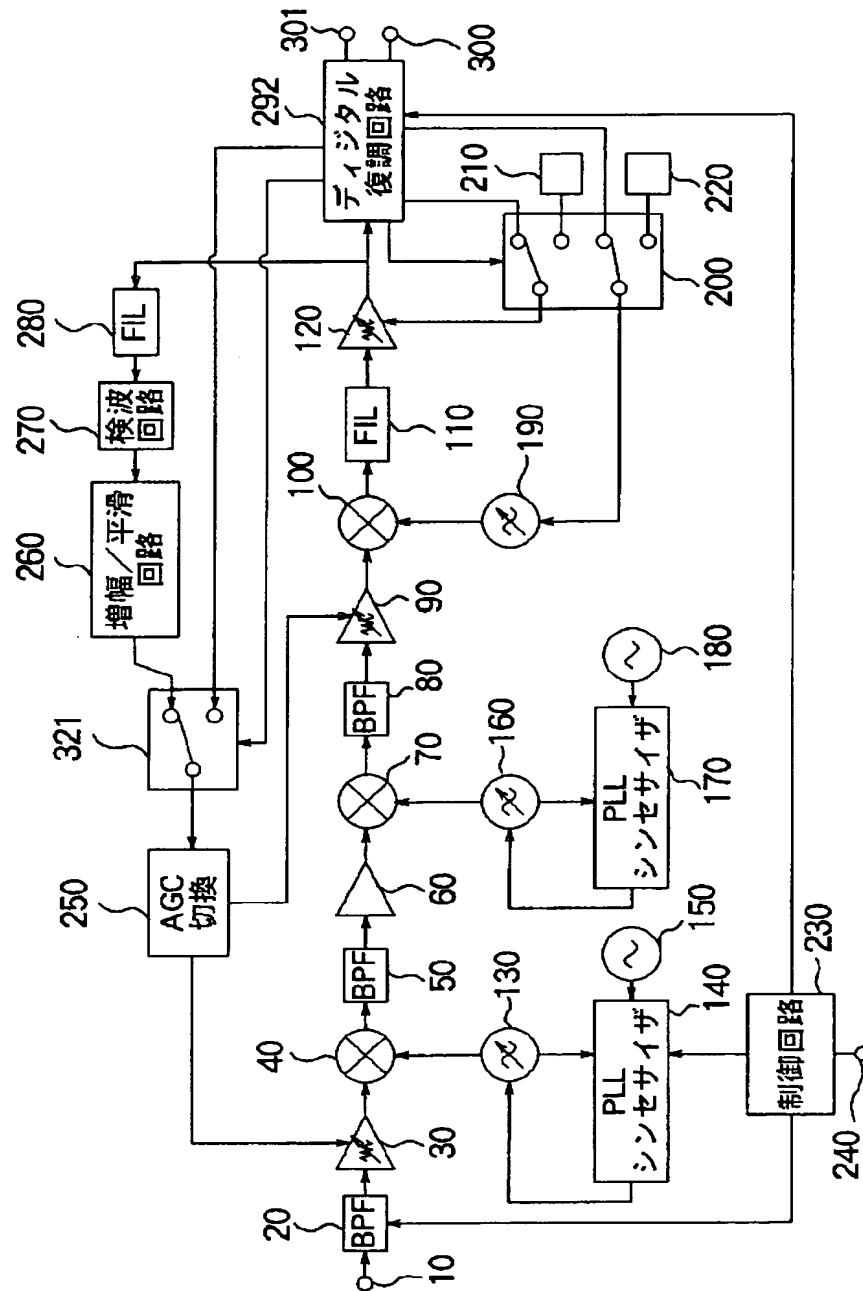 301
300
292
ディジタル
復調回路
210
220
200
280
FIL
270
検波
回路
260
増幅／平滑
回路
321
250
AGC
切換
120
FIL
110
100
190
90
BPF
80
70
160
180
PLL
シンセサイザ
170
60
BPF
50
40
130
150
PLL
シンセサイザ
140
30
20
BPF
10
230
制御回路
240